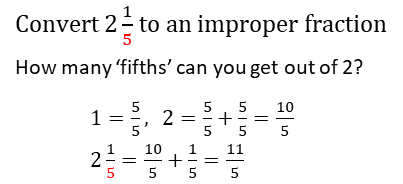 Convert 2 1/5 to an improper fraction
How many ‘fifths’ can you get out of 2?
1 = 5/5, 2 = 5/5 + 5/5 = 10/5
2 1/5 = 10/5 + 1/5 = 11/5